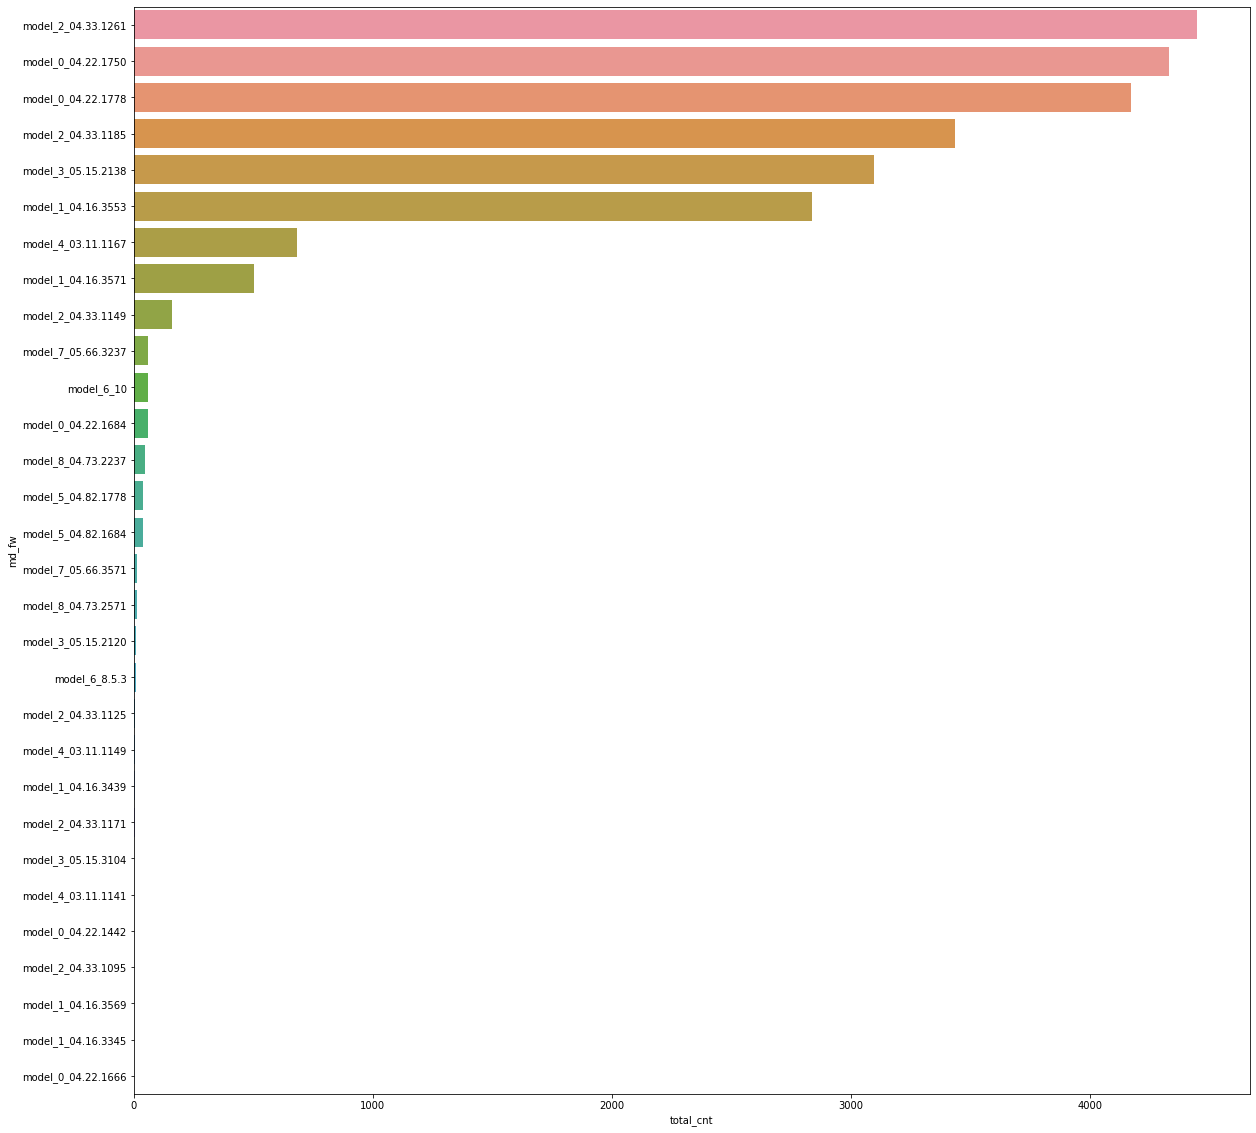 model_2_04.33.1261
model_0_04.22.1750
model_0_04.22.1778
model_2_04.33.1185
model_3_05.15.2138
model_1_04.16.3553
model_4_03.11.1167
model_1_04.16.3571
model_2_04.33.1149
model_7_05.66.3237
model_6_10
model_0_04.22.1684
model_8_04.73.2237
model_5_04.82.1778
model_5_04.82.1684
model_7_05.66.3571
model_8_04.73.2571
model_3_05.15.2120
model_6_8.5.3
model_2_04.33.1125
model_4_03.11.1149
model_1_04.16.3439
model_2_04.33.1171
model_3_05.15.3104
model_4_03.11.1141
model_0_04.22.1442
model_2_04.33.1095
model_1_04.16.3569
model_1_04.16.3345
model_0_04.22.1666
md_fw
0 1000 2000 3000 4000
total_cnt